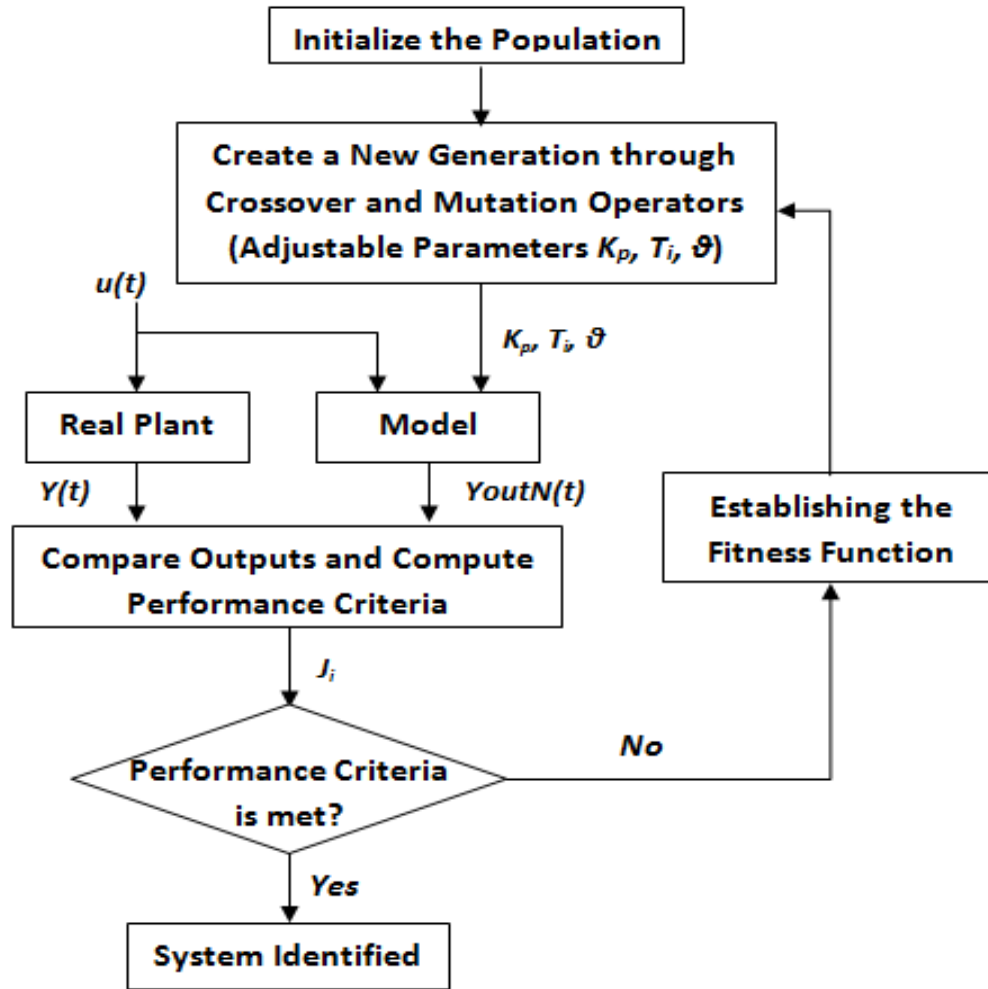 Initialize the Population
Create a New Generation through
Crossover and Mutation Operators
(Adjustable Parameters Kp, Ti, ϑ)
u(t)
Kp, Ti, ϑ
Real Plant
Model
Y(t)
YoutN(t)
Establishing the
Fitness Function
Compare Outputs and Compute
Performance Criteria
Ji
No
Performance Criteria
is met?
Yes
System Identified